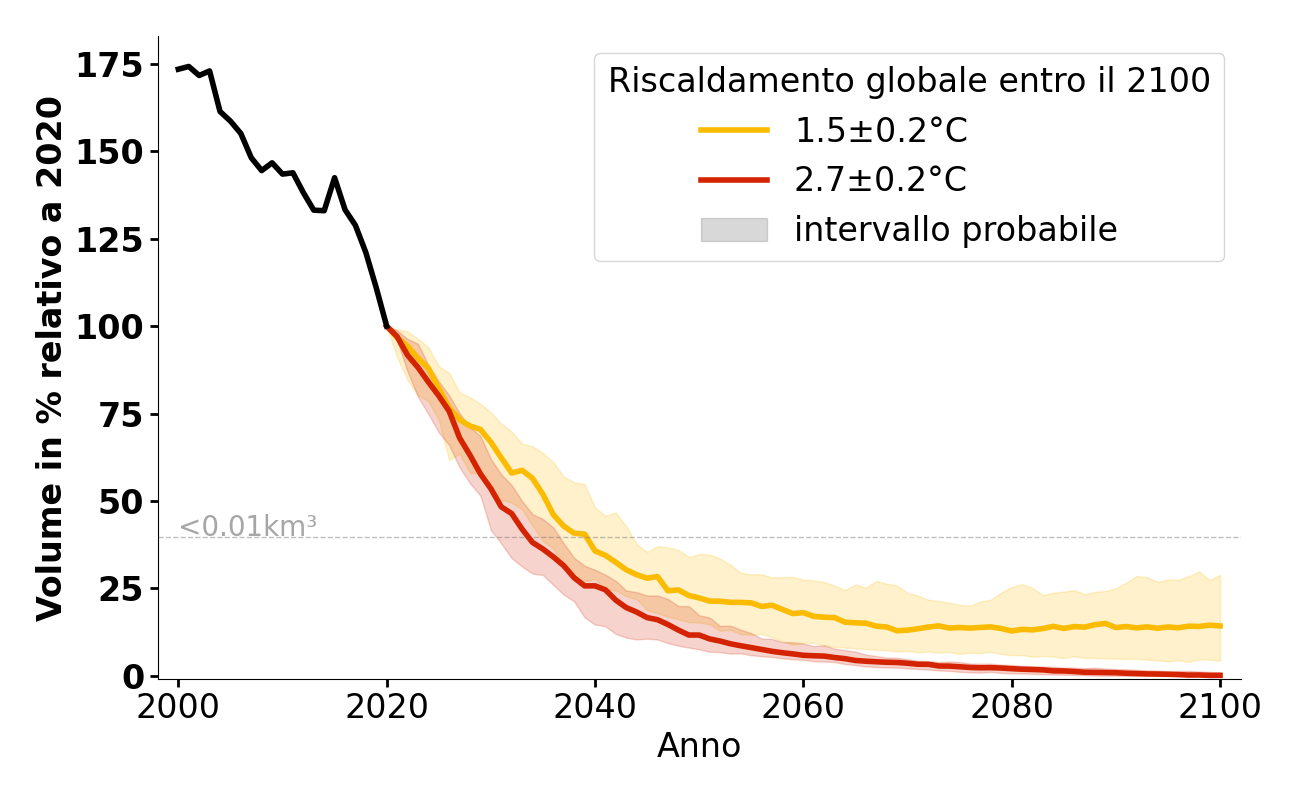 Volume in % relativo a 2020
175
150
125
100
75
50
25
0
Riscaldamento globale entro il 2100
1.5±0.2°C
2.7±0.2°C
intervallo probabile
<0.01km³
2000 2020 2040 2060 2080 2100
Anno